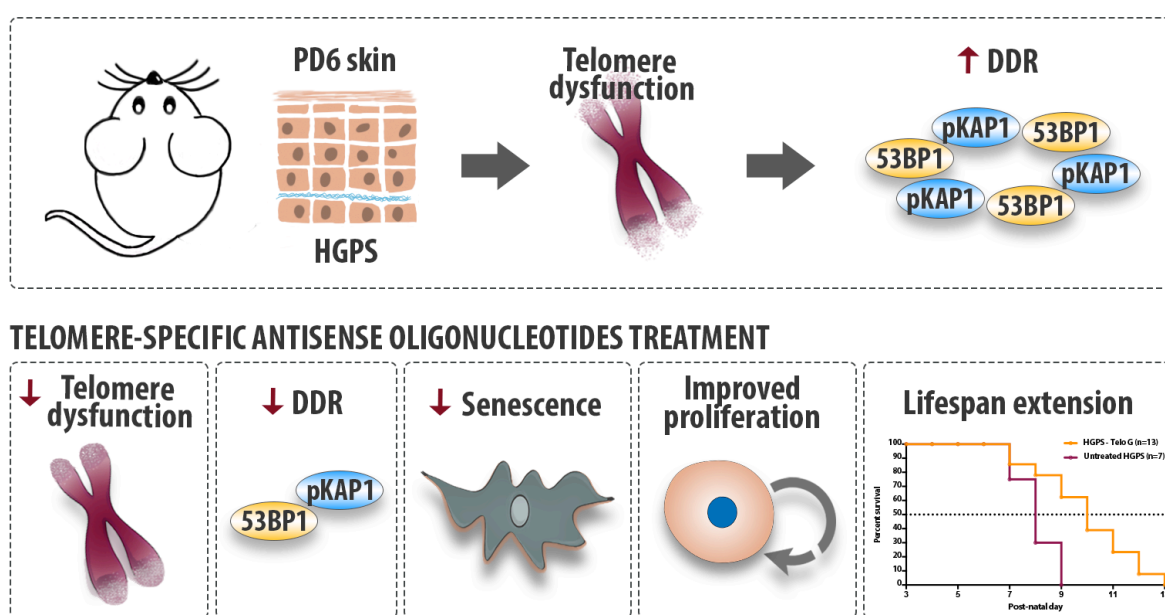 PD6 skin
HGPS
Telomere
dysfunction
↑ DDR
pKAP1
53BP1
53BP1
pKAP1
pKAP1
53BP1
TELOMERE-SPECIFIC ANTISENSE OLIGONUCLEOTIDES TREATMENT
↓ Telomere
dysfunction
↓ DDR
pKAP1
53BP1
↓ Senescence
Improved
proliferation
Lifespan extension
HGPS - Telo G (n=13)
Untreated HGPS (n=7)
Percent survival
100
90
80
70
60
50
40
30
20
10
0
3 5 7 9 11
Post-natal day